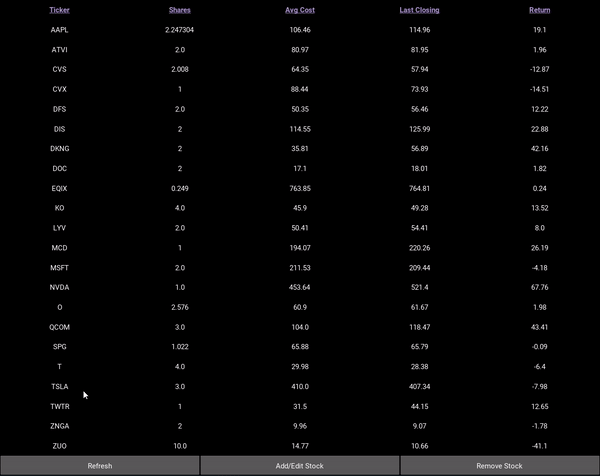 Ticker Shares Avg Cost Last Closing Return
AAPL 2.247304 106.46 114.96 19.1
ATVI 2.0 80.97 81.95 1.96
CVS 2.008 64.35 57.94 -12.87
CVX 1 88.44 73.93 -14.51
DFS 2.0 50.35 56.46 12.22
DIS 2 114.55 125.99 22.88
DKNG 2 35.81 56.89 42.16
DOC 2 17.1 18.01 1.82
EQIX 0.249 763.85 764.81 0.24
KO 4.0 45.9 49.28 13.52
LYV 2.0 50.41 54.41 8.0
MCD 1 194.07 220.26 26.19
MSFT 2.0 211.53 209.44 -4.18
NVDA 1.0 453.64 521.4 67.76
O 2.576 60.9 61.67 1.98
QCOM 3.0 104.0 118.47 43.41
SPG 1.022 65.88 65.79 -0.09
T 4.0 29.98 28.38 -6.4
TSLA 3.0 410.0 407.34 -7.98
TWTR 1 31.5 44.15 12.65
ZNGA 2 9.96 9.07 -1.78
ZUO 10.0 14.77 10.66 -41.1
Refresh Add/Edit Stock Remove Stock